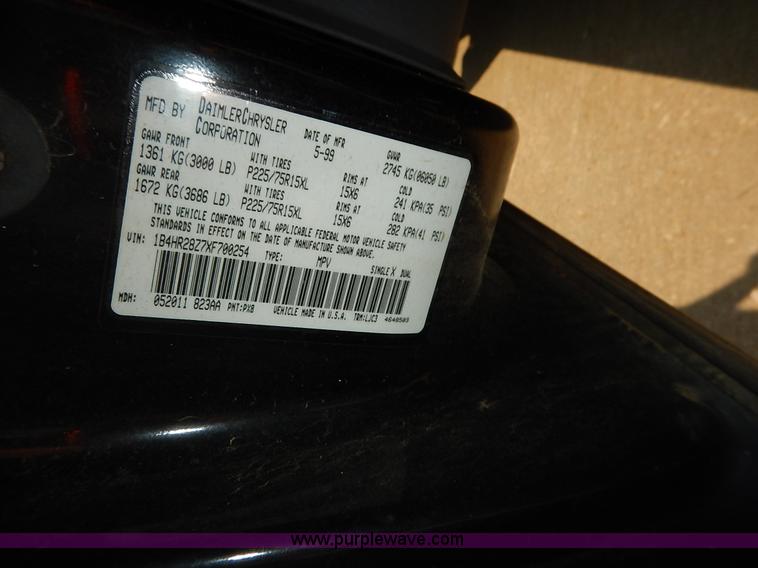 MFD BY DAIMLERCHRYSLER CORPORATION DATE OF MFR 5-99 GVWR 2745 KG(06050 LB)
GAWR FRONT WITH TIRES RIMS AT COLD
1361 KG(3000 LB) P225/75R15XL 15X6 241 KPA(35 PSI)
GAWR REAR WITH TIRES RIMS AT COLD
1672 KG(3686 LB) P225/75R15XL 15X6 282 KPA(41 PSI)
THIS VEHICLE CONFORMS TO ALL APPLICABLE FEDERAL MOTOR VEHICLE SAFETY
STANDARDS IN EFFECT ON THE DATE OF MANUFACTURE SHOWN ABOVE.
VIN: 1B4HR28Z7XF700254 TYPE: MPV SINGLE X DUAL
MDH: 052011 823AA PNT:PX8 VEHICLE MADE IN U.S.A. TRM:LJC3 4648503
www.purplewave.com